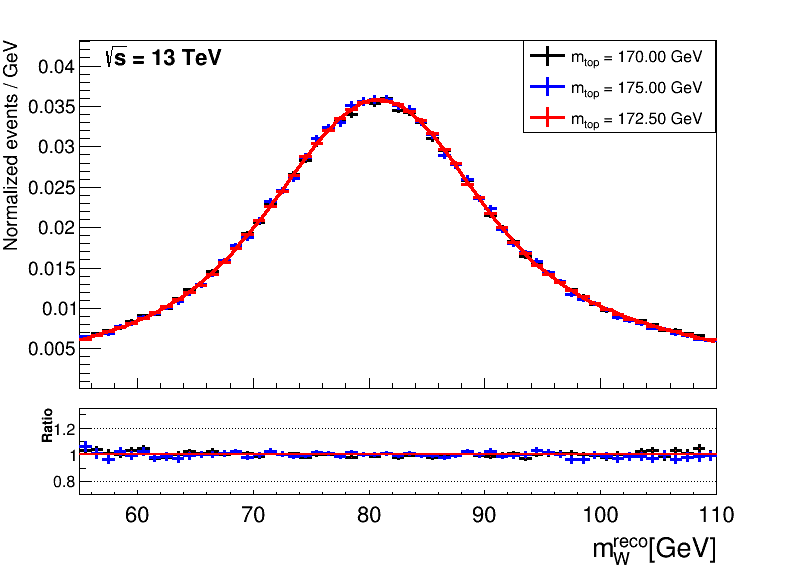 √s = 13 TeV
m_top = 170.00 GeV
m_top = 175.00 GeV
m_top = 172.50 GeV
Normalized events / GeV
0.04
0.035
0.03
0.025
0.02
0.015
0.01
0.005
Ratio
1.2
1
0.8
60 70 80 90 100 110
m_W^reco[GeV]